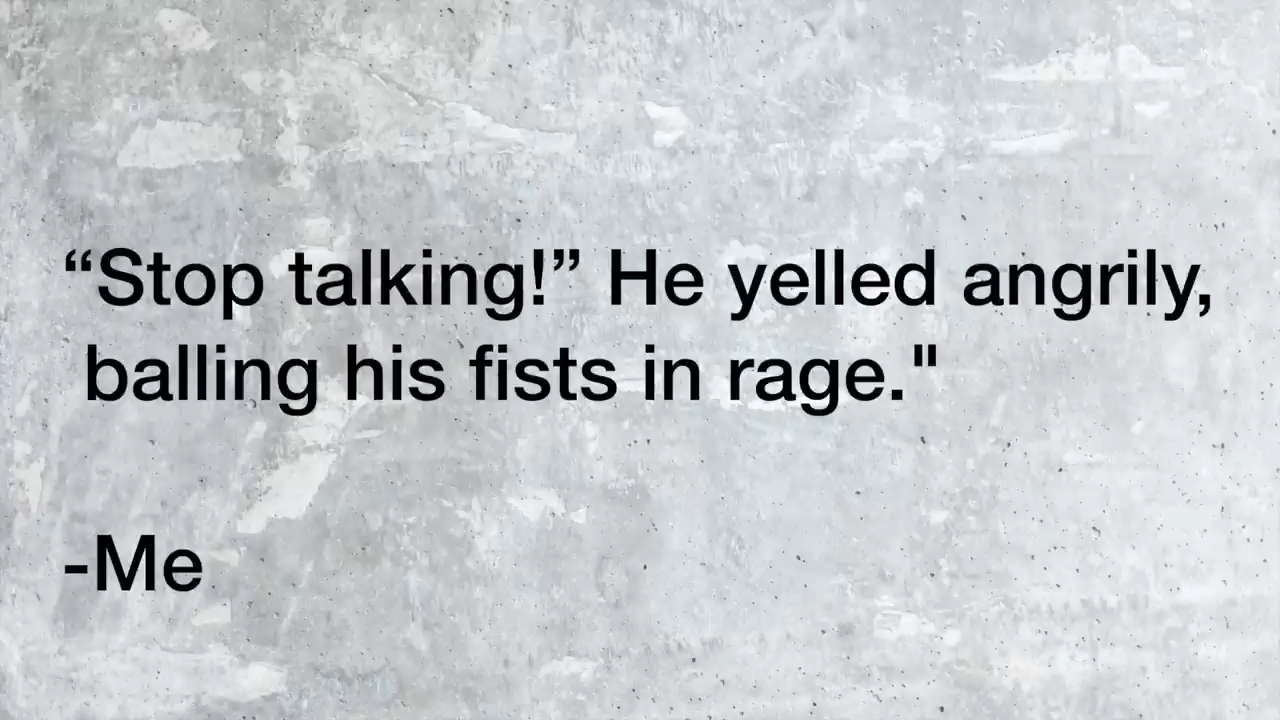 “Stop talking!” He yelled angrily,
balling his fists in rage."
-Me